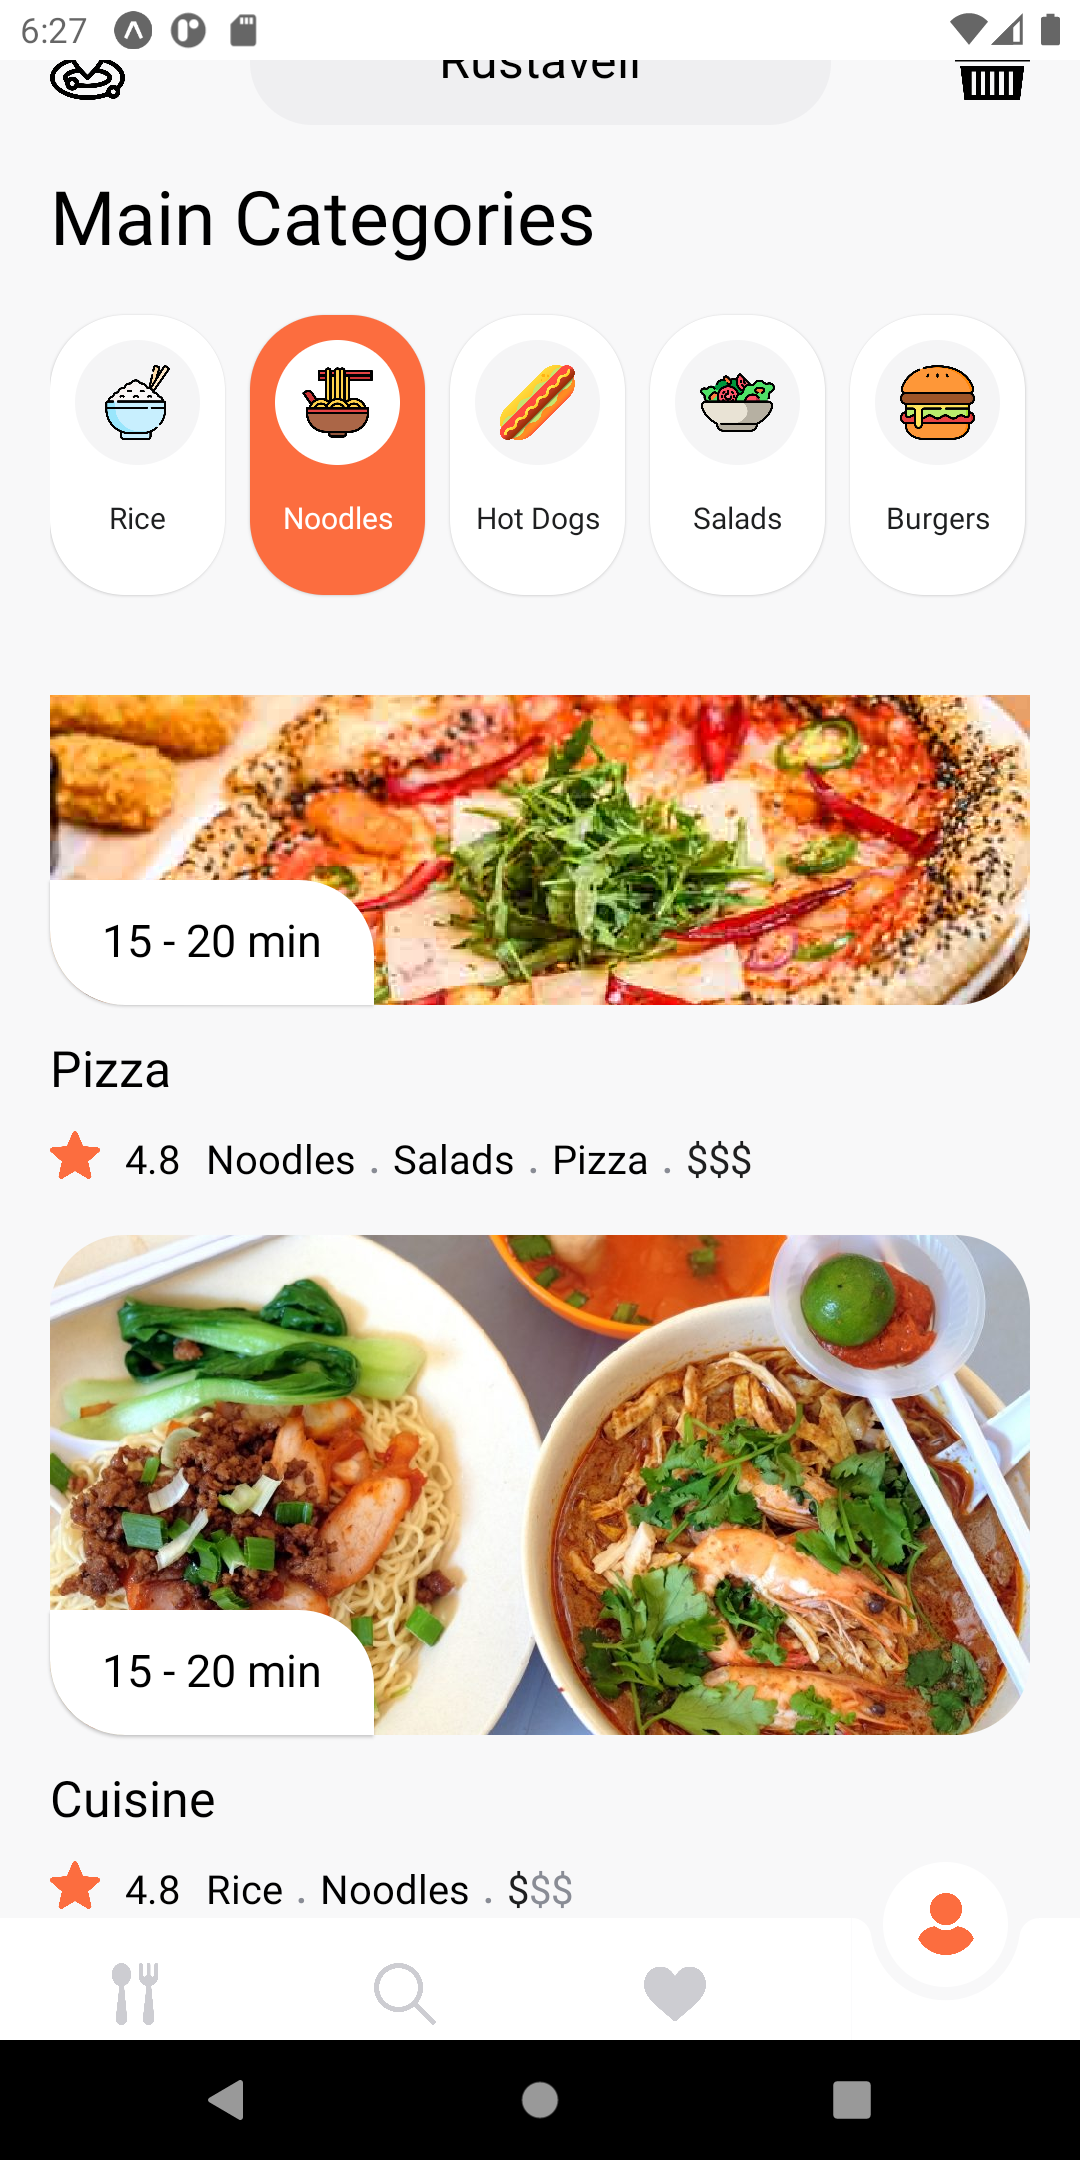 6:27
Rustaveli
Main Categories
Rice
Noodles
Hot Dogs
Salads
Burgers
15 - 20 min
Pizza
4.8 Noodles . Salads . Pizza . $$$
15 - 20 min
Cuisine
4.8 Rice . Noodles . $$$